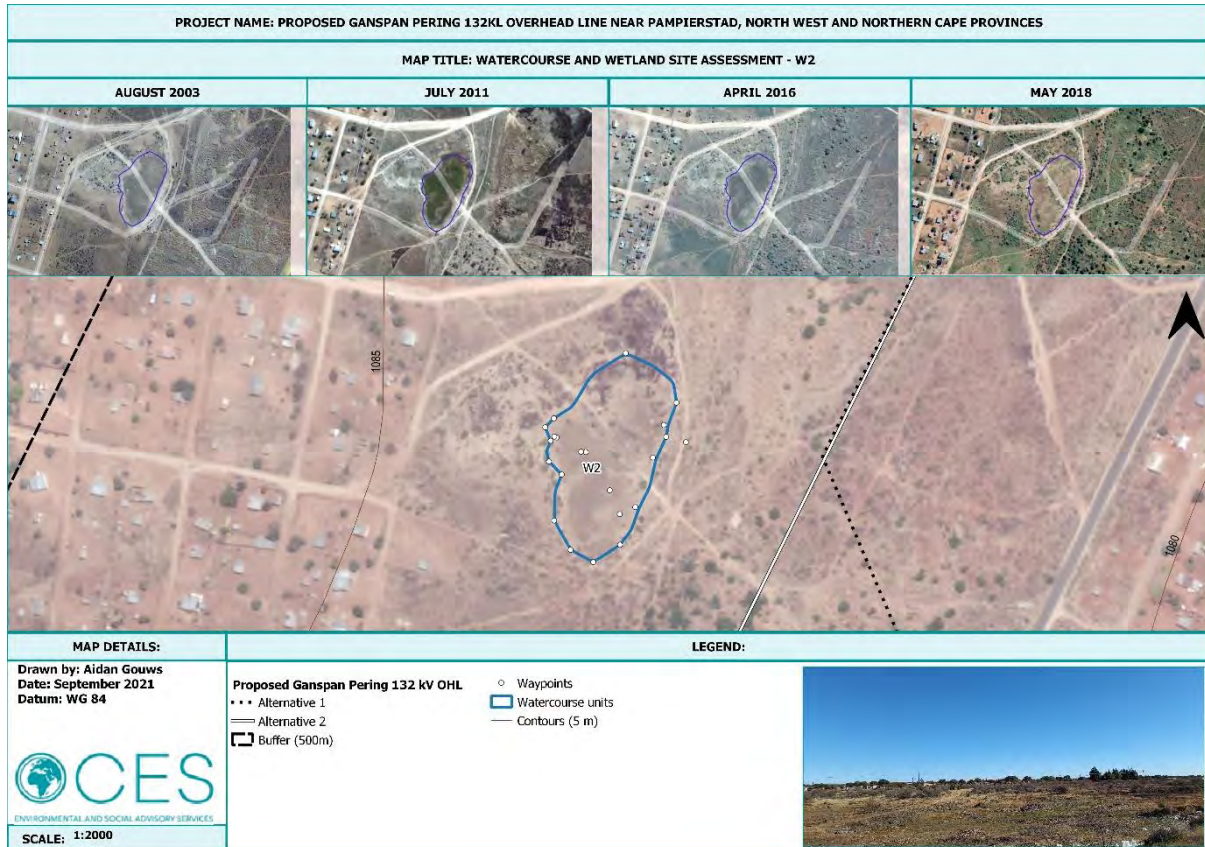 PROJECT NAME: PROPOSED GANSPAN PERING 132KL OVERHEAD LINE NEAR PAMPIERSTAD, NORTH WEST AND NORTHERN CAPE PROVINCES
MAP TITLE: WATERCOURSE AND WETLAND SITE ASSESSMENT - W2
AUGUST 2003
JULY 2011
APRIL 2016
MAY 2018
1085
W2
1080
MAP DETAILS:
Drawn by: Aidan Gouws
Date: September 2021
Datum: WG 84
CES
ENVIRONMENTAL AND SOCIAL ADVISORY SERVICES
SCALE: 1:2000
LEGEND:
Proposed Ganspan Pering 132 kV OHL
Alternative 1
Alternative 2
Buffer (500m)
Waypoints
Watercourse units
Contours (5 m)